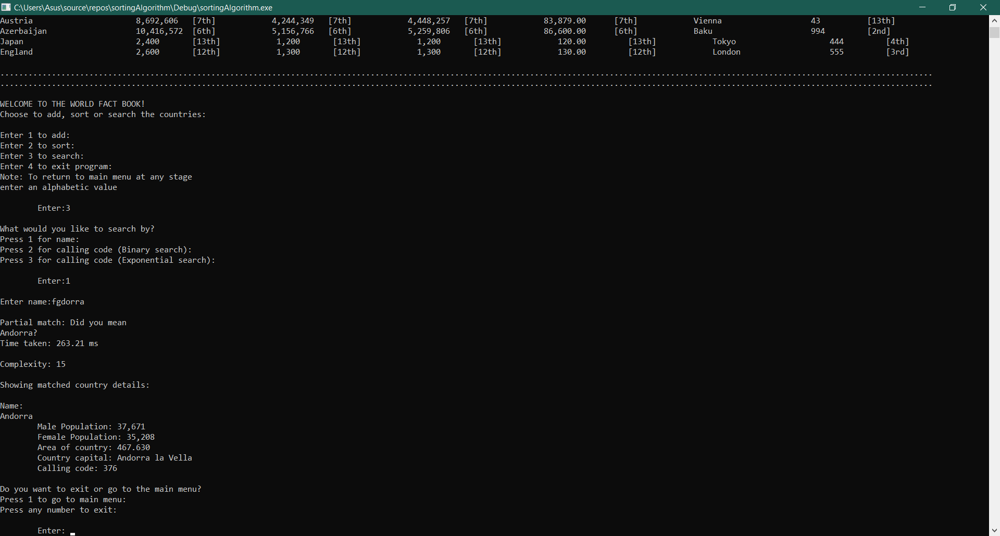 C:\Users\Asus\source\repos\sortingAlgorithm\Debug\sortingAlgorithm.exe
Austria 8,692,606 [7th] 4,244,349 [7th] 4,448,257 [7th] 83,879.00 [7th] Vienna 43 [13th]
Azerbaijan 10,416,572 [6th] 5,156,766 [6th] 5,259,806 [6th] 86,600.00 [6th] Baku 994 [2nd]
Japan 2,400 [13th] 1,200 [13th] 1,200 [13th] 120.00 [13th] Tokyo 444 [4th]
England 2,600 [12th] 1,300 [12th] 1,300 [12th] 130.00 [12th] London 555 [3rd]
WELCOME TO THE WORLD FACT BOOK!
Choose to add, sort or search the countries:
Enter 1 to add:
Enter 2 to sort:
Enter 3 to search:
Enter 4 to exit program:
Note: To return to main menu at any stage
enter an alphabetic value
Enter:3
What would you like to search by?
Press 1 for name:
Press 2 for calling code (Binary search):
Press 3 for calling code (Exponential search):
Enter:1
Enter name:fgdorra
Partial match: Did you mean
Andorra?
Time taken: 263.21 ms
Complexity: 15
Showing matched country details:
Name:
Andorra
Male Population: 37,671
Female Population: 35,208
Area of country: 467.630
Country capital: Andorra la Vella
Calling code: 376
Do you want to exit or go to the main menu?
Press 1 to go to main menu:
Press any number to exit:
Enter: